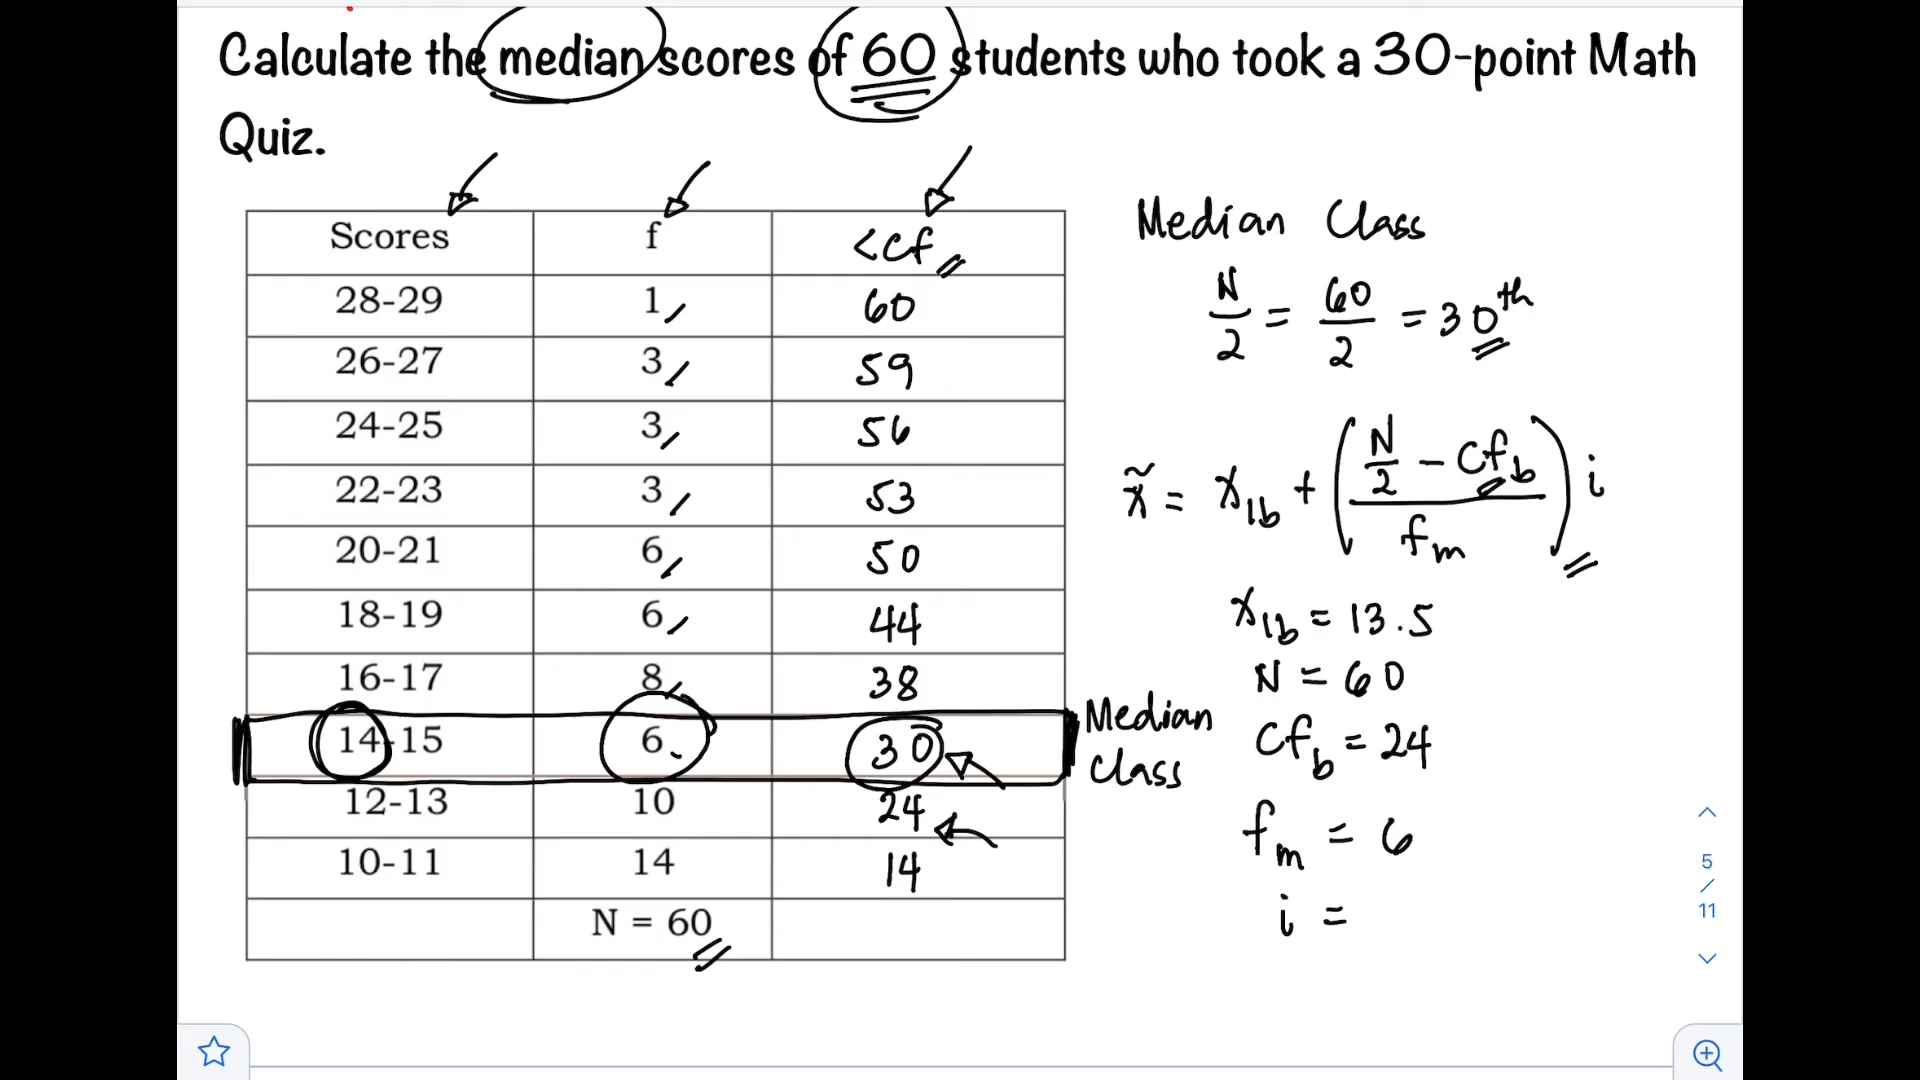 Calculate the median scores of 60 students who took a 30-point Math
Quiz.
Scores f <cf
28-29 1 60
26-27 3 59
24-25 3 56
22-23 3 53
20-21 6 50
18-19 6 44
16-17 8 38
14-15 6 30
12-13 10 24
10-11 14 14
N = 60
Median Class
N/2 = 60/2 = 30th
x̃ = x_lb + ( (N/2 − cf_b) / f_m ) i
x_lb = 13.5
N = 60
Cf_b = 24
f_m = 6
i =
Median
Class
5
/
11